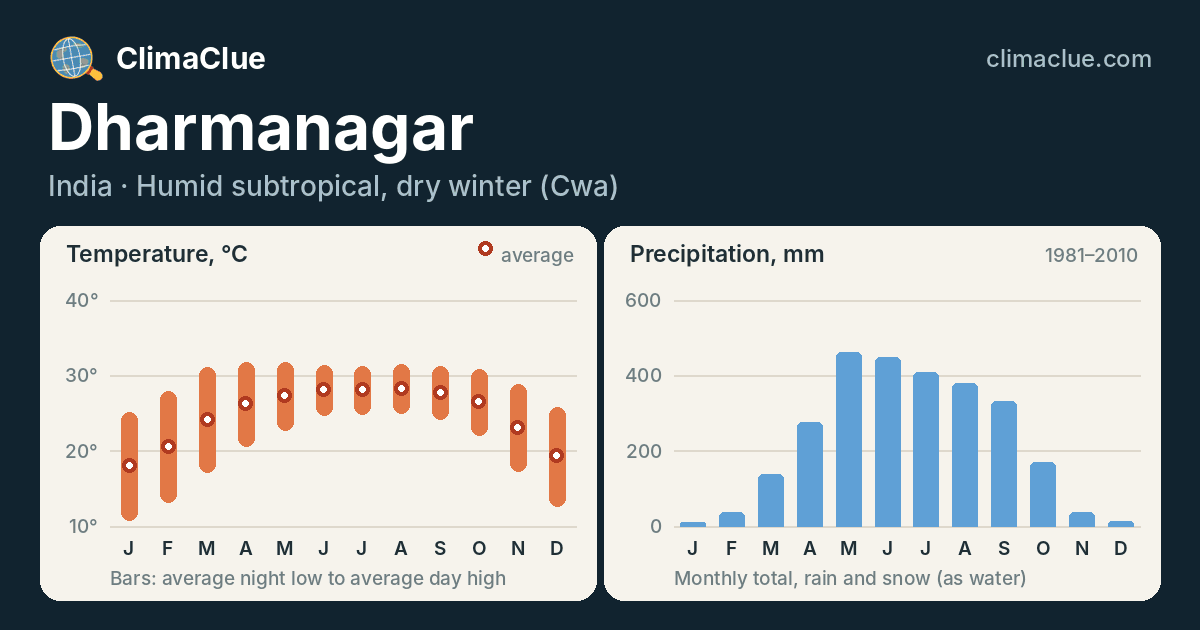 ClimaClue
climaclue.com
Dharmanagar
India · Humid subtropical, dry winter (Cwa)
Temperature, °C
average
40°
30°
20°
10°
J F M A M J J A S O N D
Bars: average night low to average day high
Precipitation, mm
1981–2010
600
400
200
0
J F M A M J J A S O N D
Monthly total, rain and snow (as water)